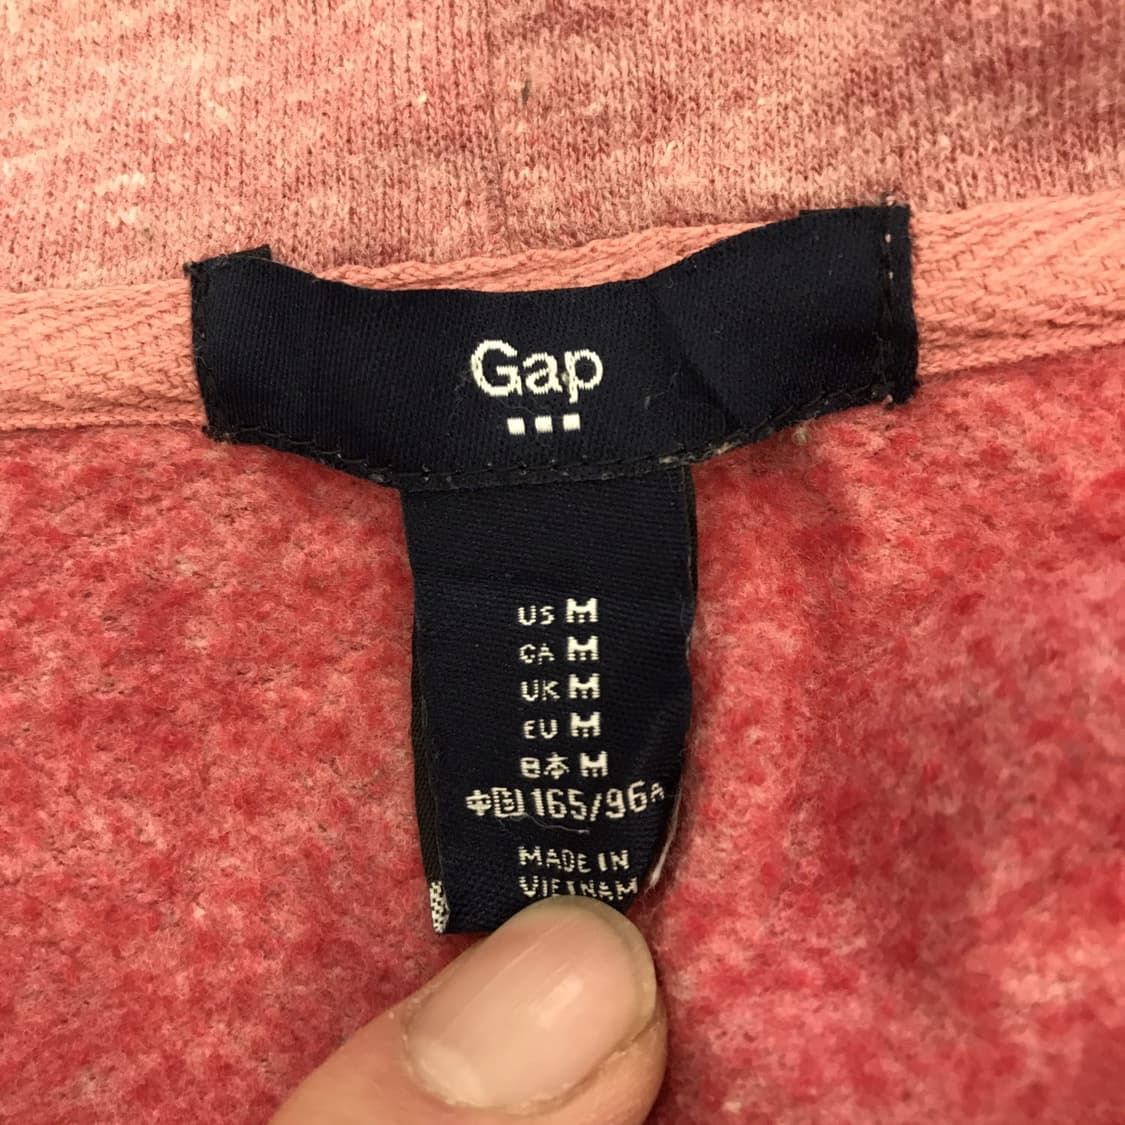 Gap
US M
CA M
UK M
EU M
日本 M
中国 165/96A
MADE IN
VIETNAM